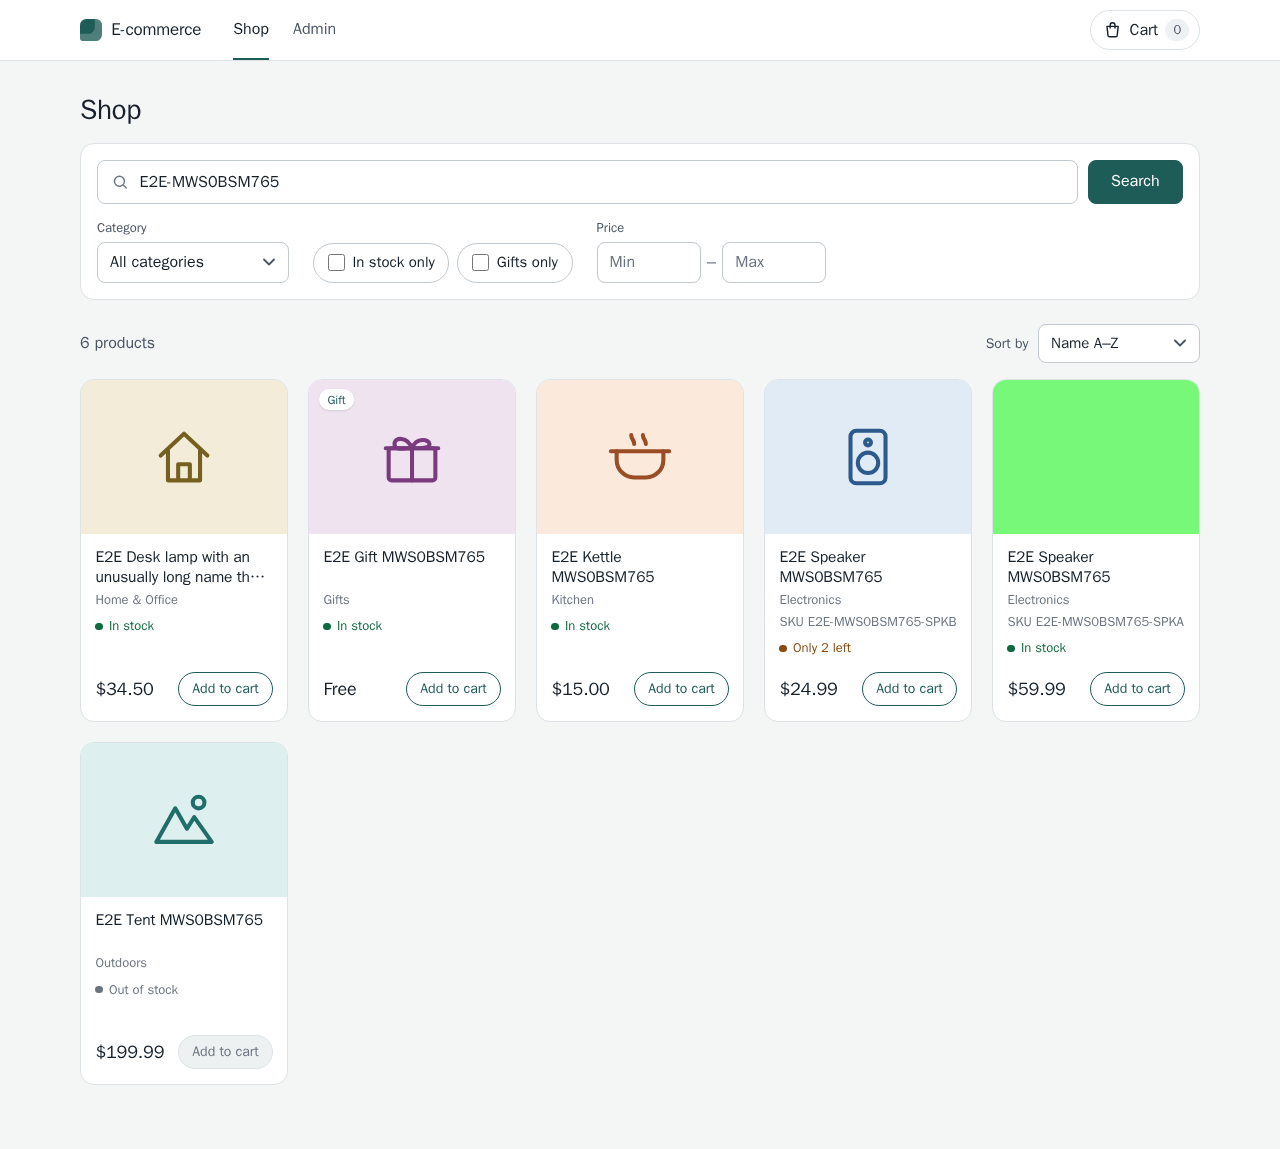 E-commerce
Shop
Admin
Cart 0
Shop
E2E-MWS0BSM765
Search
Category
Price
All categories
In stock only
Gifts only
Min
–
Max
6 products
Sort by
Name A–Z
E2E Desk lamp with an
unusually long name th…
Home & Office
In stock
$34.50
Add to cart
Gift
E2E Gift MWS0BSM765
Gifts
In stock
Free
Add to cart
E2E Kettle
MWS0BSM765
Kitchen
In stock
$15.00
Add to cart
E2E Speaker
MWS0BSM765
Electronics
SKU E2E-MWS0BSM765-SPKB
Only 2 left
$24.99
Add to cart
E2E Speaker
MWS0BSM765
Electronics
SKU E2E-MWS0BSM765-SPKA
In stock
$59.99
Add to cart
E2E Tent MWS0BSM765
Outdoors
Out of stock
$199.99
Add to cart